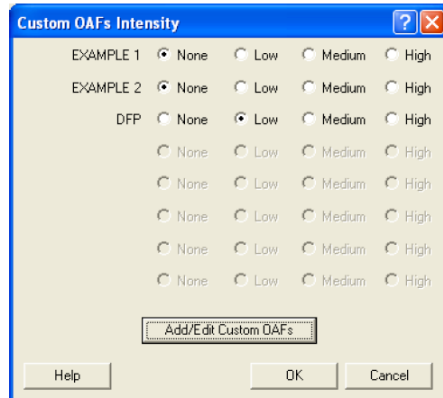 Custom OAFs Intensity
EXAMPLE 1 None Low Medium High
EXAMPLE 2 None Low Medium High
DFP None Low Medium High
None Low Medium High
None Low Medium High
None Low Medium High
None Low Medium High
None Low Medium High
Add/Edit Custom OAFs
Help OK Cancel